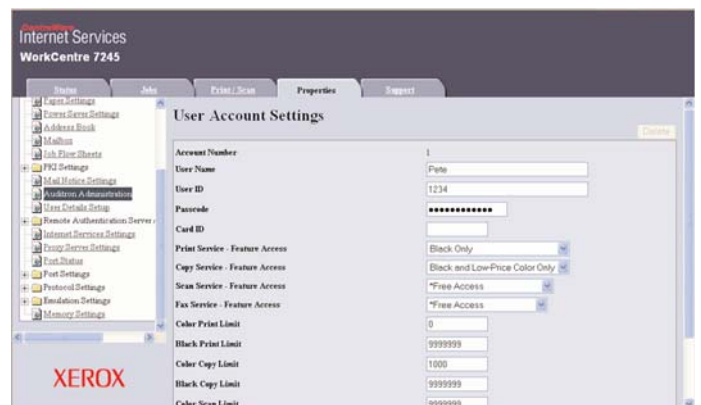 CentreWare
Internet Services
WorkCentre 7245
Status Jobs Print / Scan Properties Support
Paper Settings
Power Saver Settings
Address Book
Mailbox
Job Flow Sheets
PKI Settings
Mail Notice Settings
Auditron Administration
User Details Setup
Remote Authentication Server
Internet Services Settings
Proxy Server Settings
Port Status
Port Settings
Protocol Settings
Emulation Settings
Memory Settings
XEROX
User Account Settings
Delete
Account Number 1
User Name Pete
User ID 1234
Passcode ●●●●●●●●●●●●
Card ID
Print Service - Feature Access Black Only
Copy Service - Feature Access Black and Low-Price Color Only
Scan Service - Feature Access *Free Access
Fax Service - Feature Access *Free Access
Color Print Limit 0
Black Print Limit 9999999
Color Copy Limit 1000
Black Copy Limit 9999999
Color Scan Limit 9999999